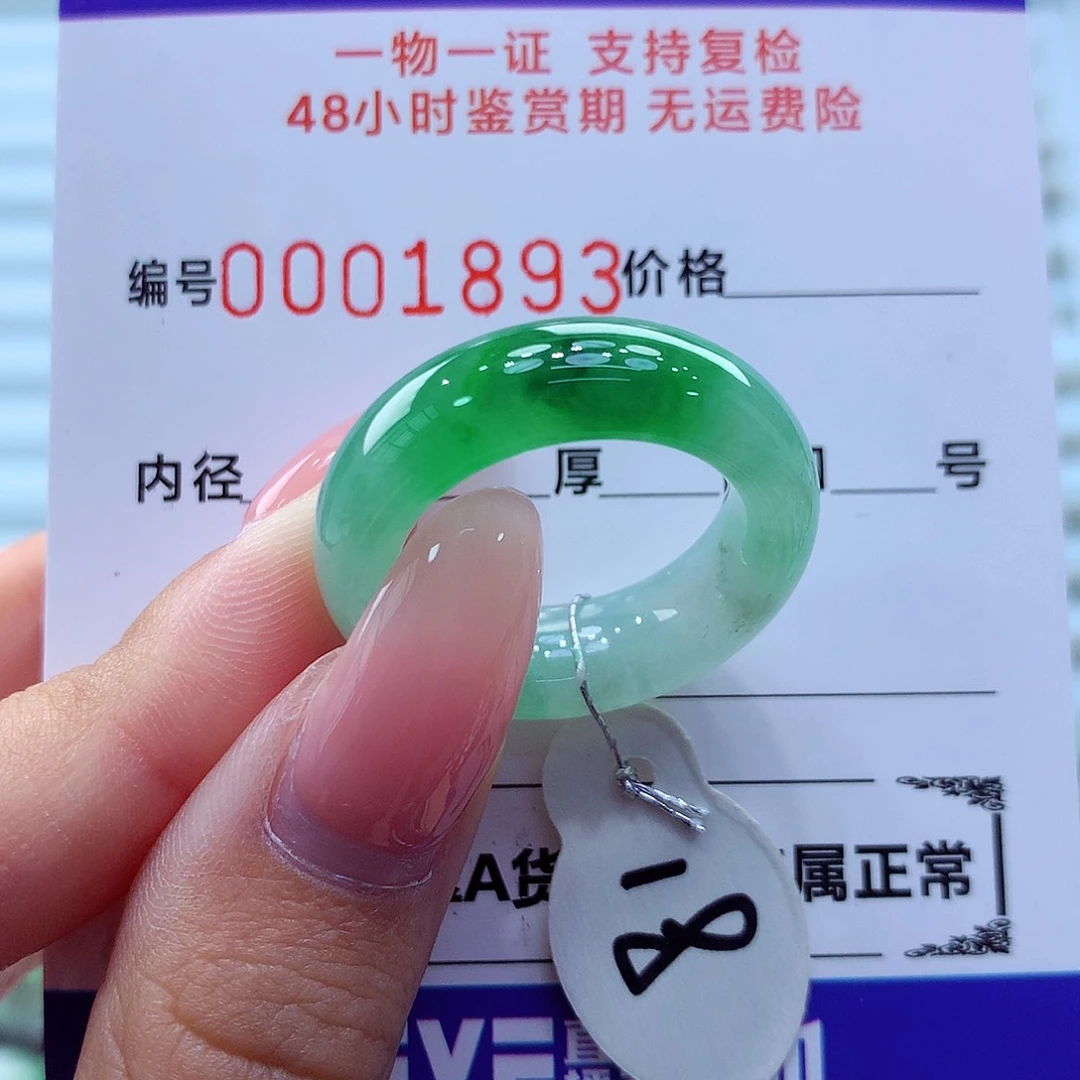 一物一证 支持复检
48小时鉴赏期 无运费险
编号0001893价格
内径 厚 号
A货 属正常
18